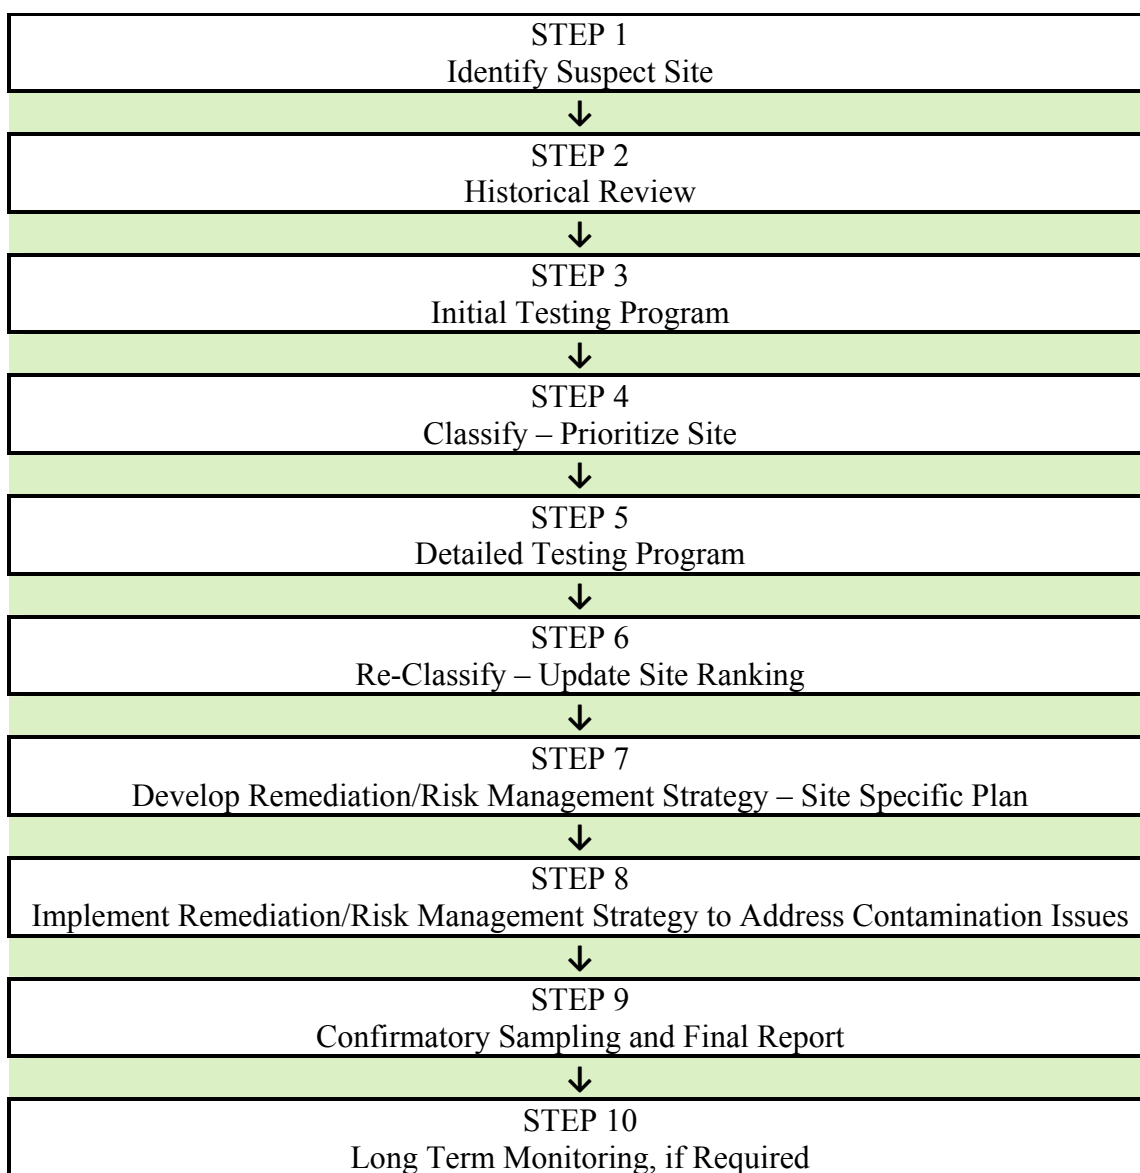 STEP 1
Identify Suspect Site
↓
STEP 2
Historical Review
↓
STEP 3
Initial Testing Program
↓
STEP 4
Classify – Prioritize Site
↓
STEP 5
Detailed Testing Program
↓
STEP 6
Re-Classify – Update Site Ranking
↓
STEP 7
Develop Remediation/Risk Management Strategy – Site Specific Plan
↓
STEP 8
Implement Remediation/Risk Management Strategy to Address Contamination Issues
↓
STEP 9
Confirmatory Sampling and Final Report
↓
STEP 10
Long Term Monitoring, if Required